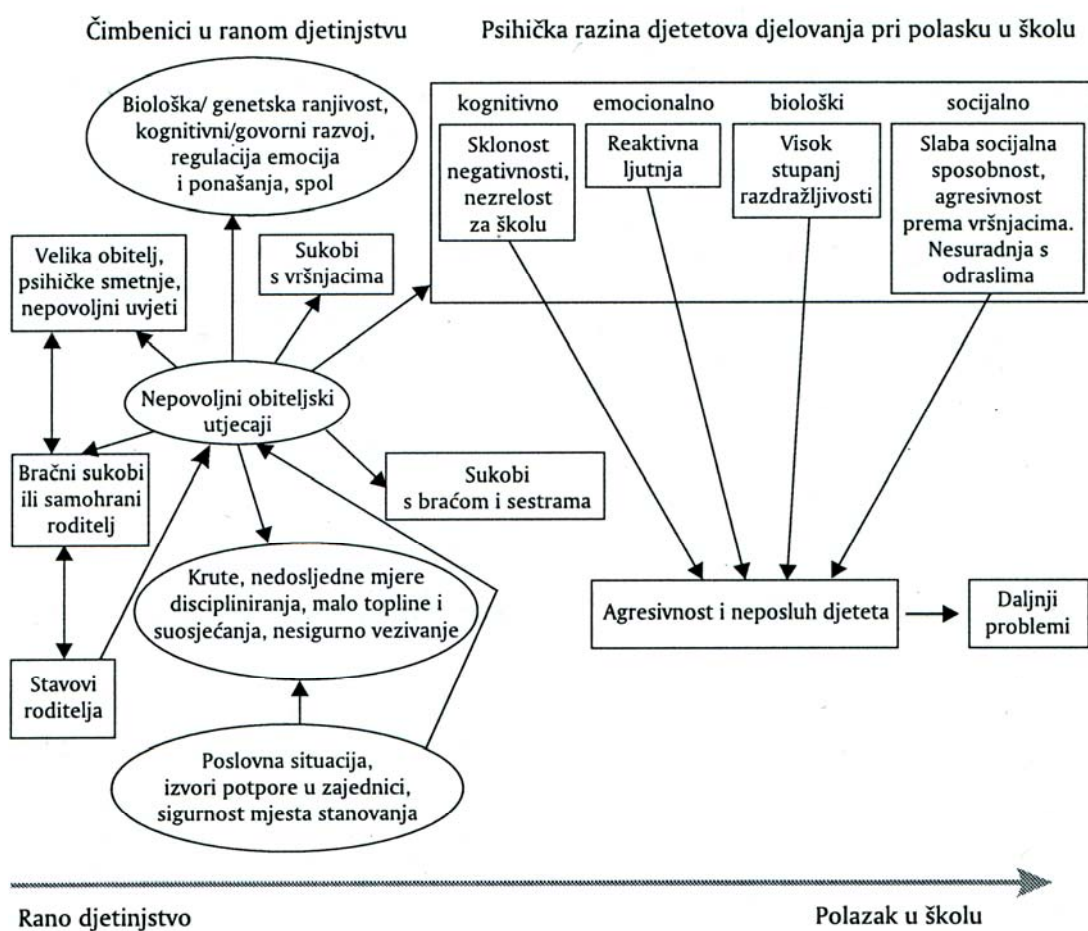 Čimbenici u ranom djetinjstvu
Psihička razina djetetova djelovanja pri polasku u školu
Biološka/ genetska ranjivost,
kognitivni/govorni razvoj,
regulacija emocija
i ponašanja, spol
kognitivno
emocionalno
biološki
socijalno
Sklonost
negativnosti,
nezrelost
za školu
Reaktivna
ljutnja
Visok
stupanj
razdražljivosti
Slaba socijalna
sposobnost,
agresivnost
prema vršnjacima.
Nesuradnja s
odraslima
Velika obitelj,
psihičke smetnje,
nepovoljni uvjeti
Sukobi
s vršnjacima
Nepovoljni obiteljski
utjecaji
Bračni sukobi
ili samohrani
roditelj
Sukobi
s braćom i sestrama
Krute, nedosljedne mjere
discipliniranja, malo topline i
suosjećanja, nesigurno vezivanje
Agresivnost i neposluh djeteta
Daljnji
problemi
Stavovi
roditelja
Poslovna situacija,
izvori potpore u zajednici,
sigurnost mjesta stanovanja
Rano djetinjstvo
Polazak u školu